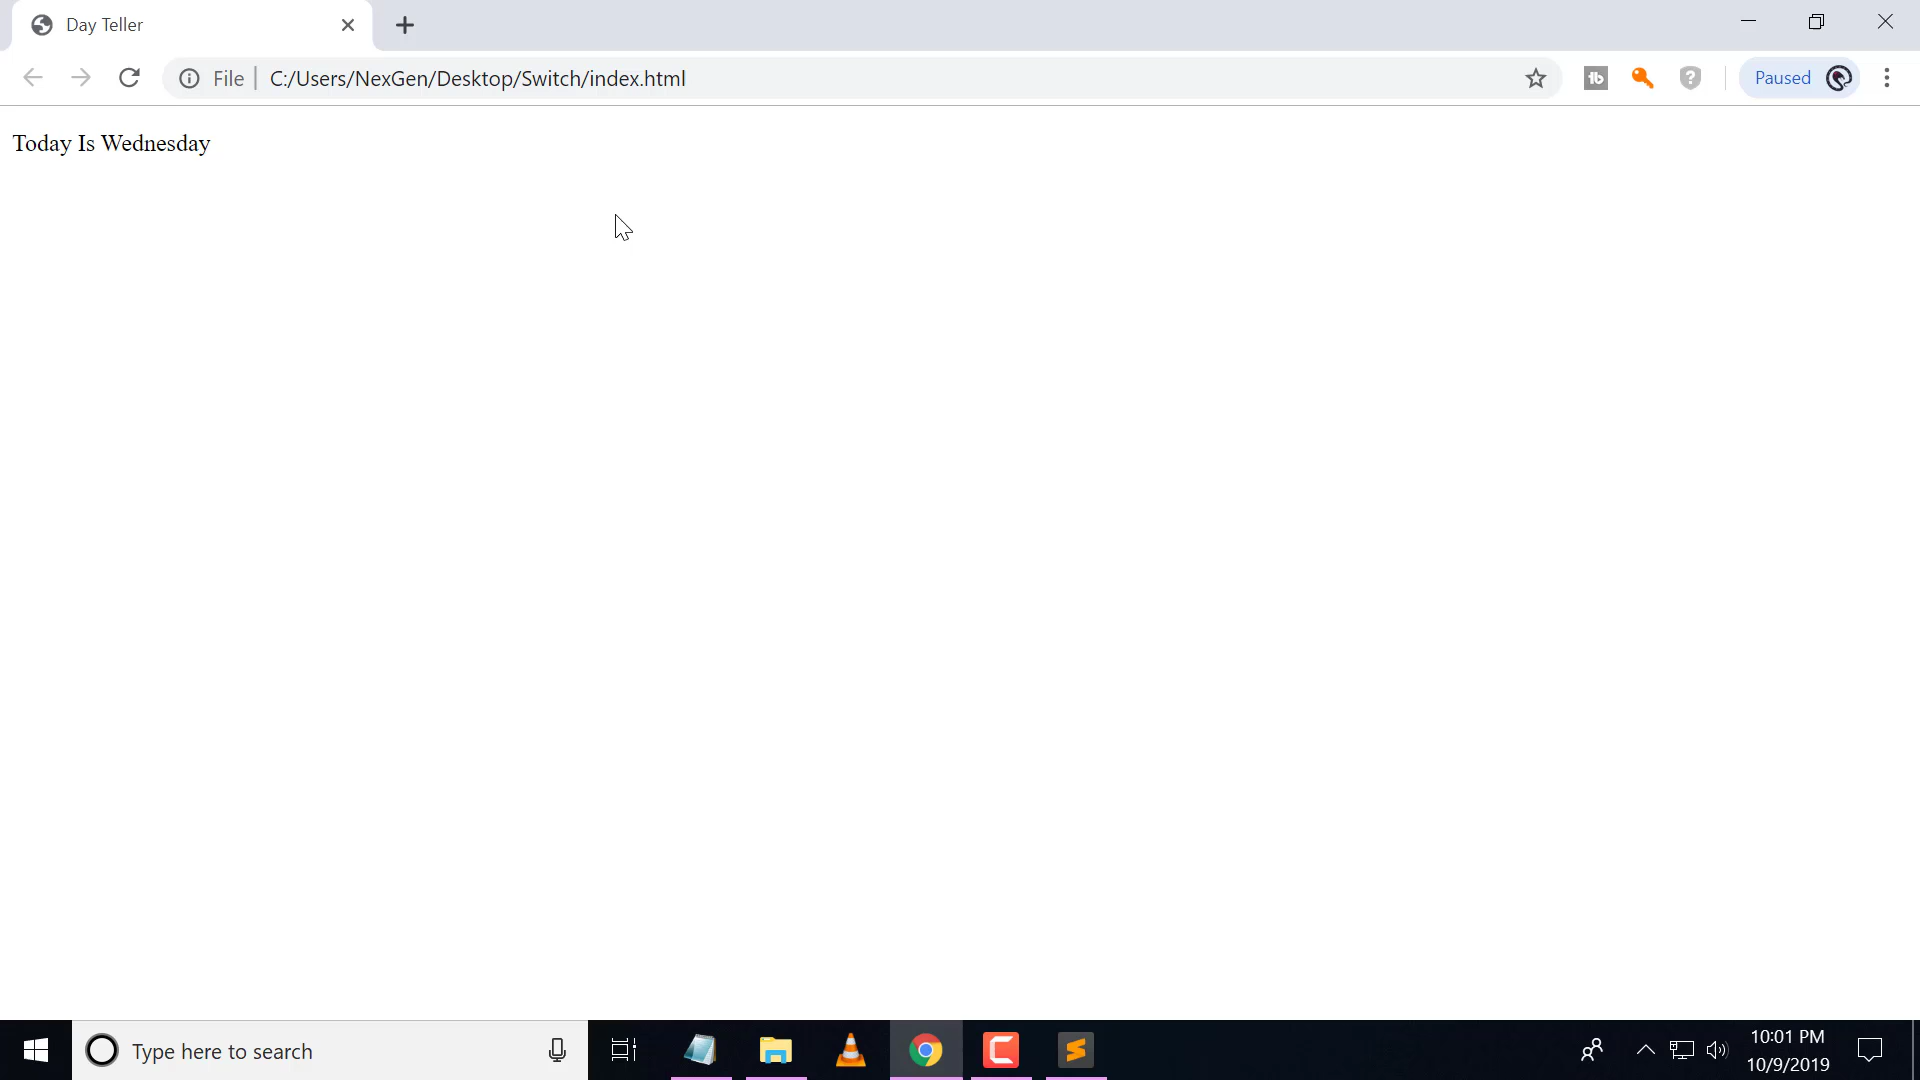 Day Teller
File
C:/Users/NexGen/Desktop/Switch/index.html
Paused
Today Is Wednesday
Type here to search
10:01 PM
10/9/2019